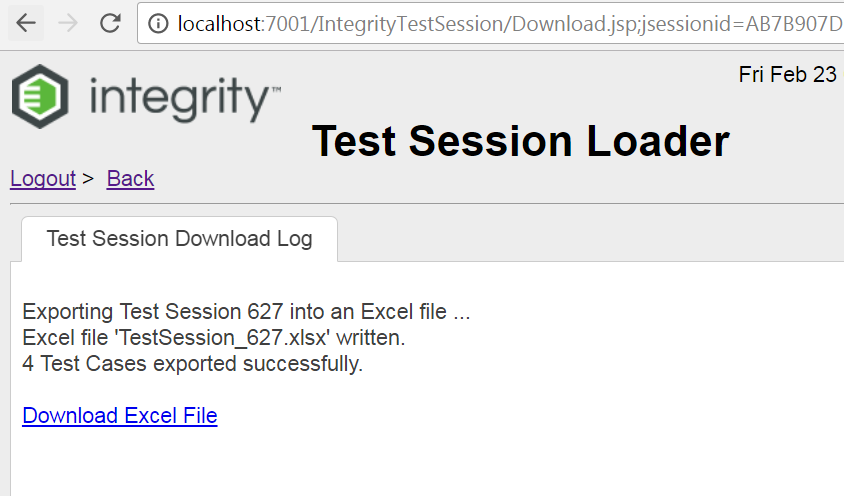 localhost:7001/IntegrityTestSession/Download.jsp;jsessionid=AB7B907D
Fri Feb 23
integrity™
Test Session Loader
Logout > Back
Test Session Download Log
Exporting Test Session 627 into an Excel file ...
Excel file 'TestSession_627.xlsx' written.
4 Test Cases exported successfully.
Download Excel File